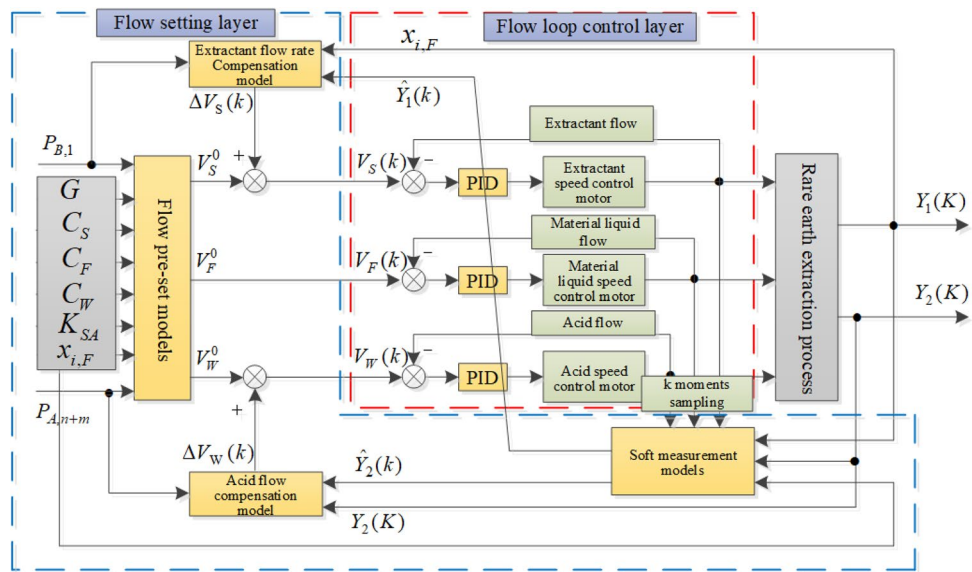 Flow setting layer
Flow loop control layer
Extractant flow rate
Compensation
model
x_{i,F}
Ŷ_1(k)
ΔV_S(k)
Extractant flow
P_{B,1}
V_S^0
+
V_S(k)
−
PID
Extractant
speed control
motor
G
C_S
C_F
C_W
K_{SA}
x_{i,F}
Flow pre-set models
Material liquid
flow
V_F^0
V_F(k)
−
PID
Material
liquid speed
control motor
Rare earth extraction
process
Y_1(K)
Y_2(K)
Acid flow
V_W^0
V_W(k)
−
PID
Acid speed
control motor
k moments
sampling
P_{A,n+m}
+
ΔV_W(k)
Ŷ_2(k)
Soft measurement
models
Acid flow
compensation
model
Y_2(K)